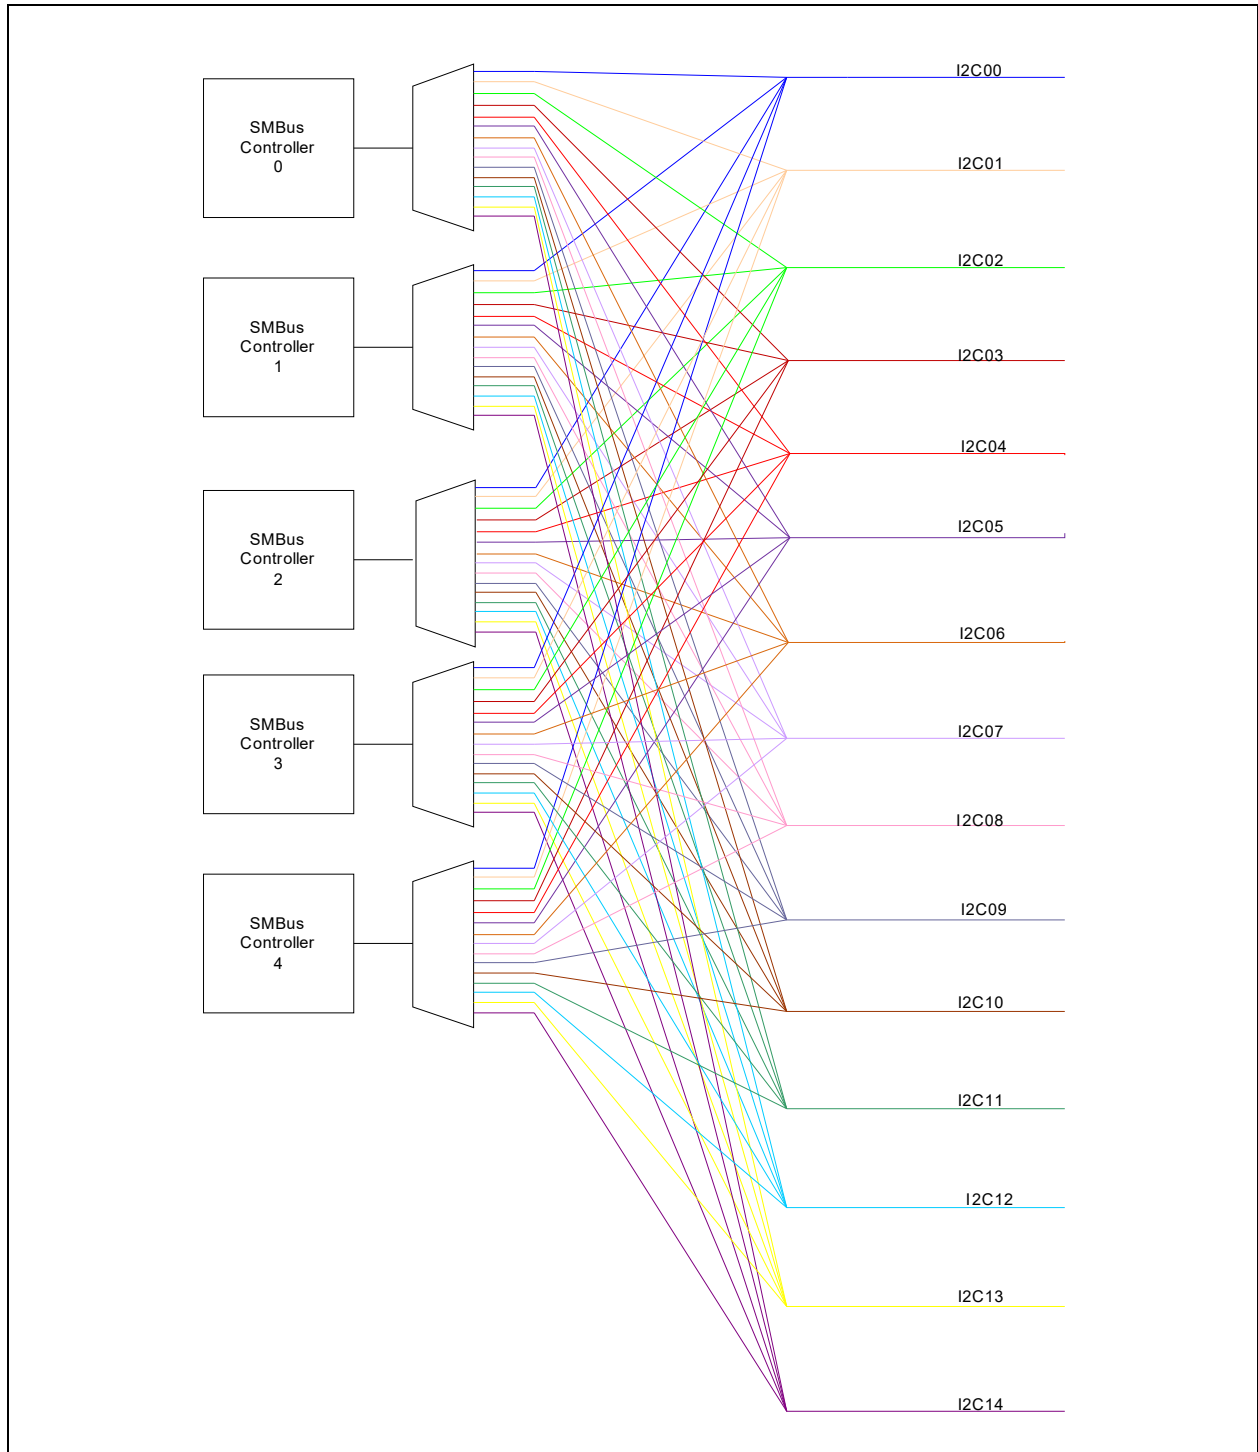 SMBus
Controller
0
SMBus
Controller
1
SMBus
Controller
2
SMBus
Controller
3
SMBus
Controller
4
I2C00
I2C01
I2C02
I2C03
I2C04
I2C05
I2C06
I2C07
I2C08
I2C09
I2C10
I2C11
I2C12
I2C13
I2C14